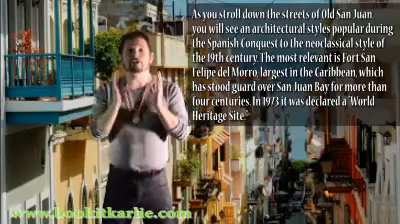 As you stroll down the streets of Old San Juan,
you will see an architectural styles popular during
the Spanish Conquest to the neoclassical style of
the 19th century. The most relevant is Fort San
Felipe del Morro, largest in the Caribbean, which
has stood guard over San Juan Bay for more than
four centuries. In 1973 it was declared a "World
Heritage Site."
www.bookitkarlie.com